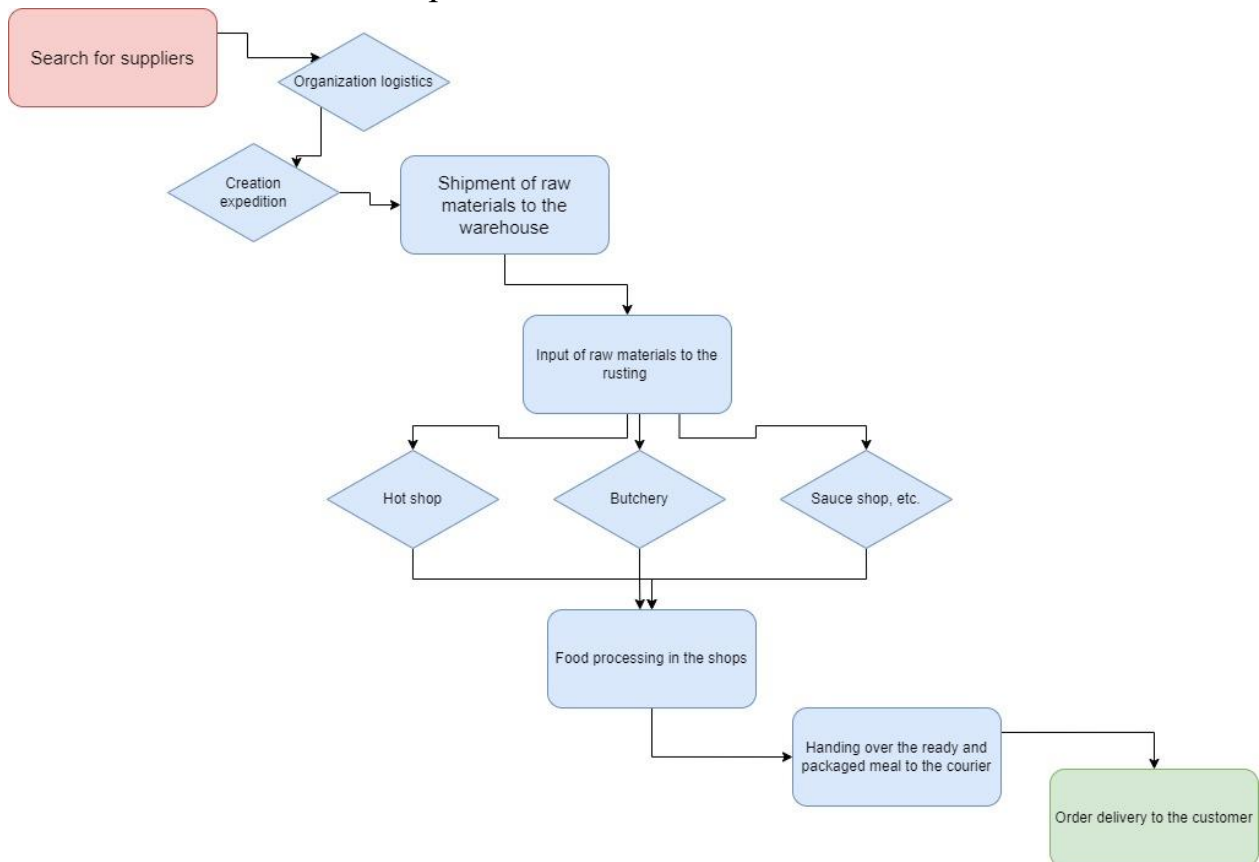 Search for suppliers
Organization logistics
Creation
expedition
Shipment of raw
materials to the
warehouse
Input of raw materials to the
rusting
Hot shop
Butchery
Sauce shop, etc.
Food processing in the shops
Handing over the ready and
packaged meal to the courier
Order delivery to the customer